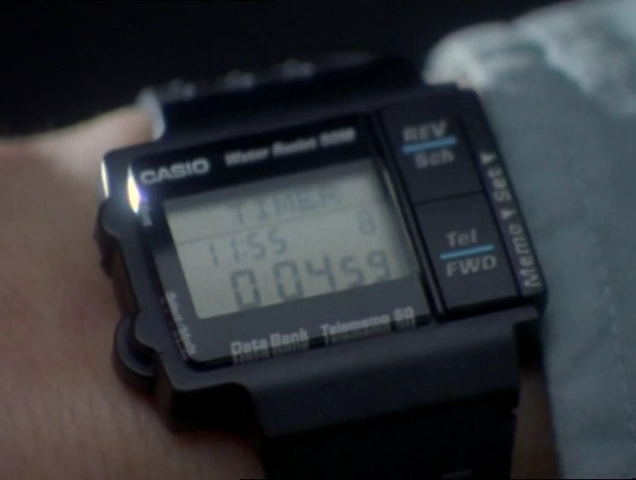 CASIO Water Resist 50M
REV
Sch
TIMER
11:55 8
0 04 59
Tel
FWD
Memo Set
Data Bank Telememo 50